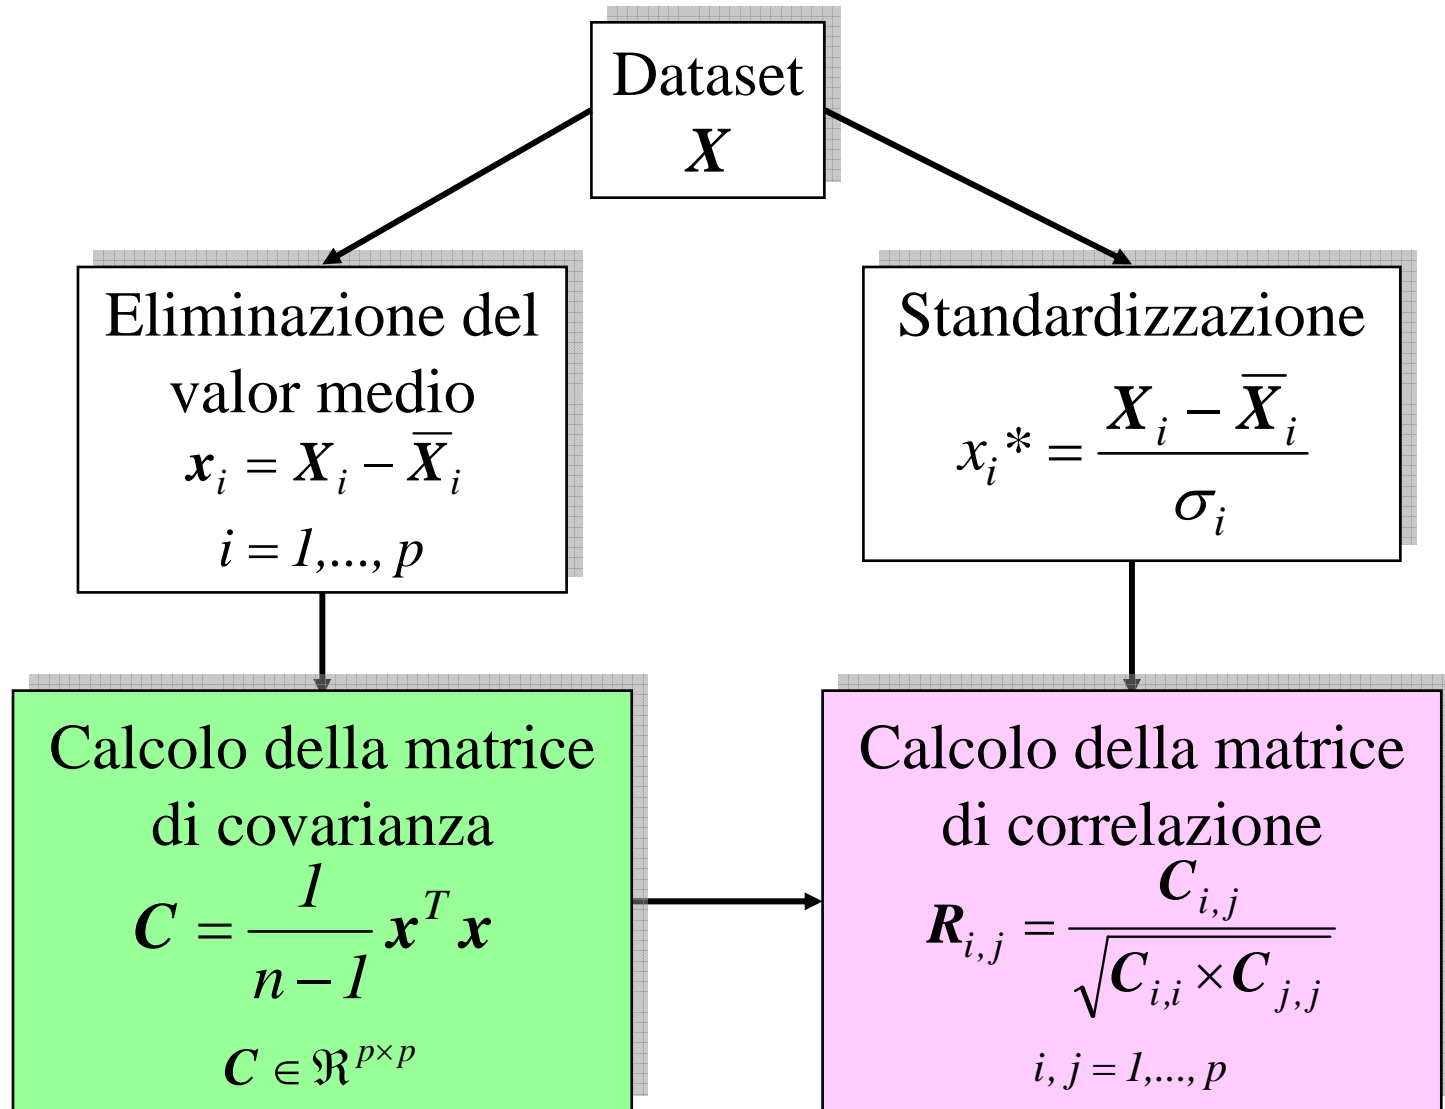 Dataset
X
Eliminazione del
valor medio
x_i = X_i − X̅_i
i = 1,..., p
Standardizzazione
x_i* = (X_i − X̅_i) / σ_i
Calcolo della matrice
di covarianza
C = 1 / (n − 1) x^T x
C ∈ ℜ^{p×p}
Calcolo della matrice
di correlazione
R_{i,j} = C_{i,j} / √(C_{i,i} × C_{j,j})
i, j = 1,..., p